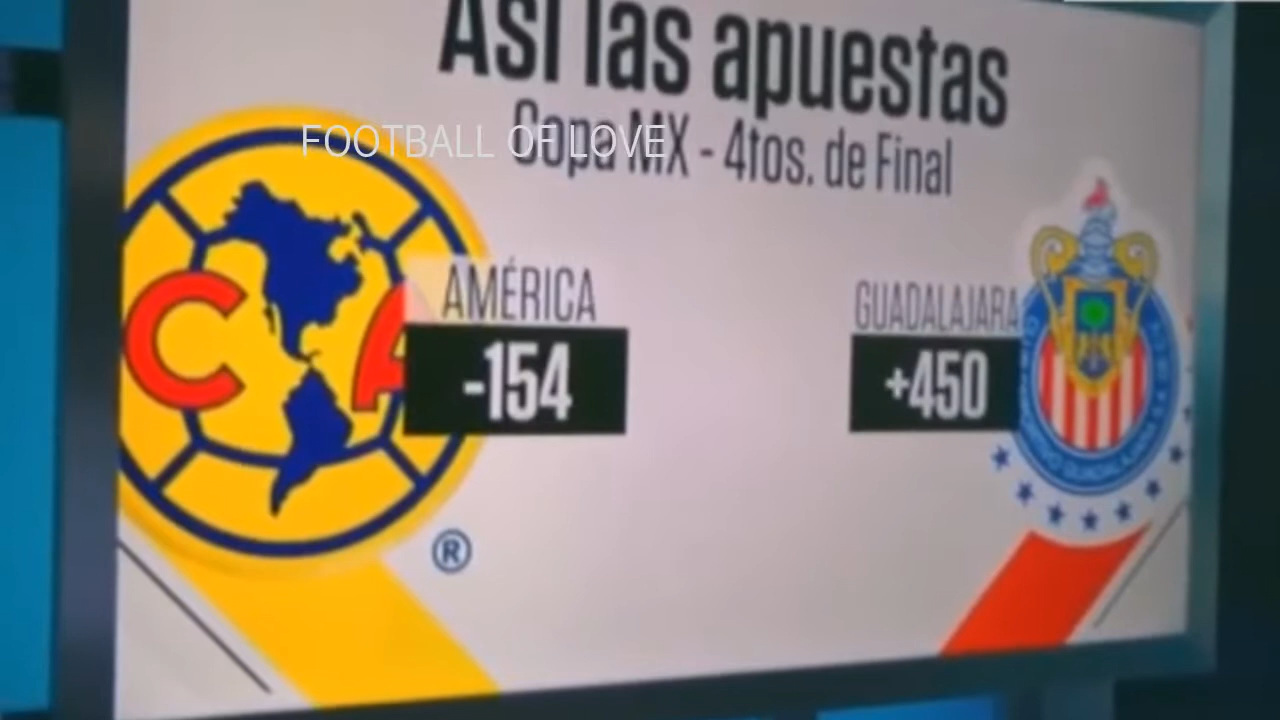 Así las apuestas
FOOTBALL OF LOVE
Copa MX - 4tos. de Final
AMÉRICA
GUADALAJARA
-154
+450
C A
®